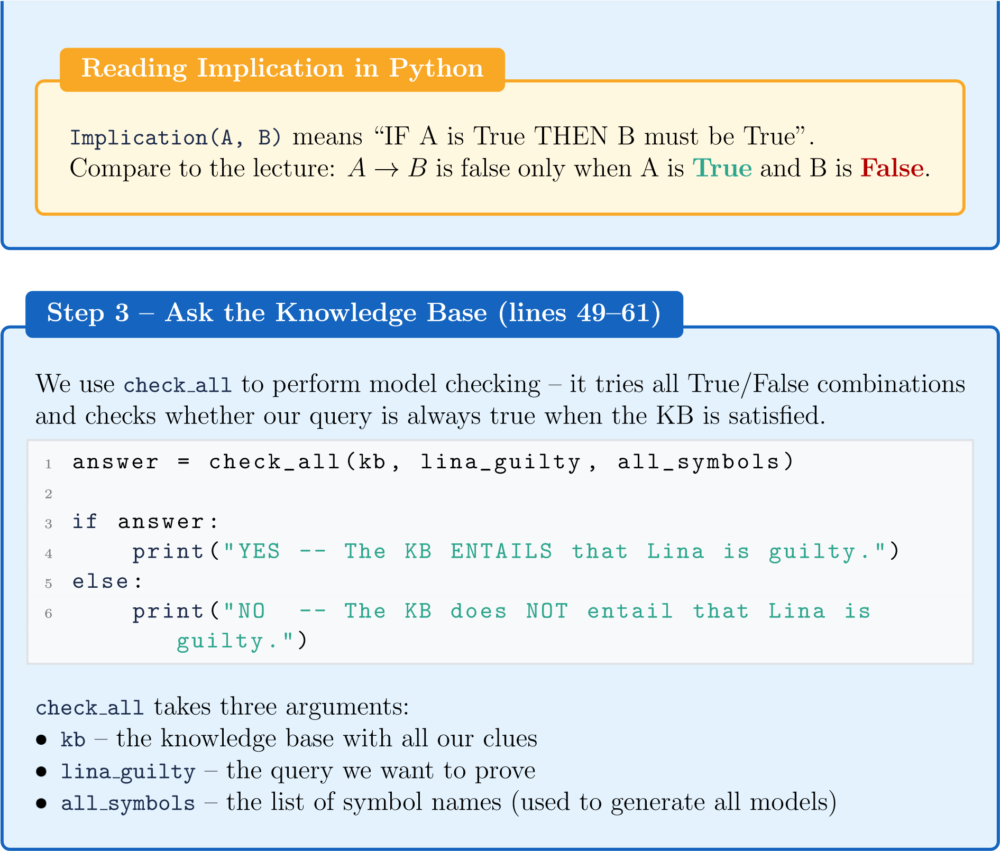 Reading Implication in Python
Implication(A, B) means “IF A is True THEN B must be True”.
Compare to the lecture: A → B is false only when A is True and B is False.
Step 3 – Ask the Knowledge Base (lines 49–61)
We use check_all to perform model checking – it tries all True/False combinations
and checks whether our query is always true when the KB is satisfied.
1 answer = check_all(kb, lina_guilty, all_symbols)
2
3 if answer:
4     print("YES -- The KB ENTAILS that Lina is guilty.")
5 else:
6     print("NO  -- The KB does NOT entail that Lina is
guilty.")
check_all takes three arguments:
• kb – the knowledge base with all our clues
• lina_guilty – the query we want to prove
• all_symbols – the list of symbol names (used to generate all models)